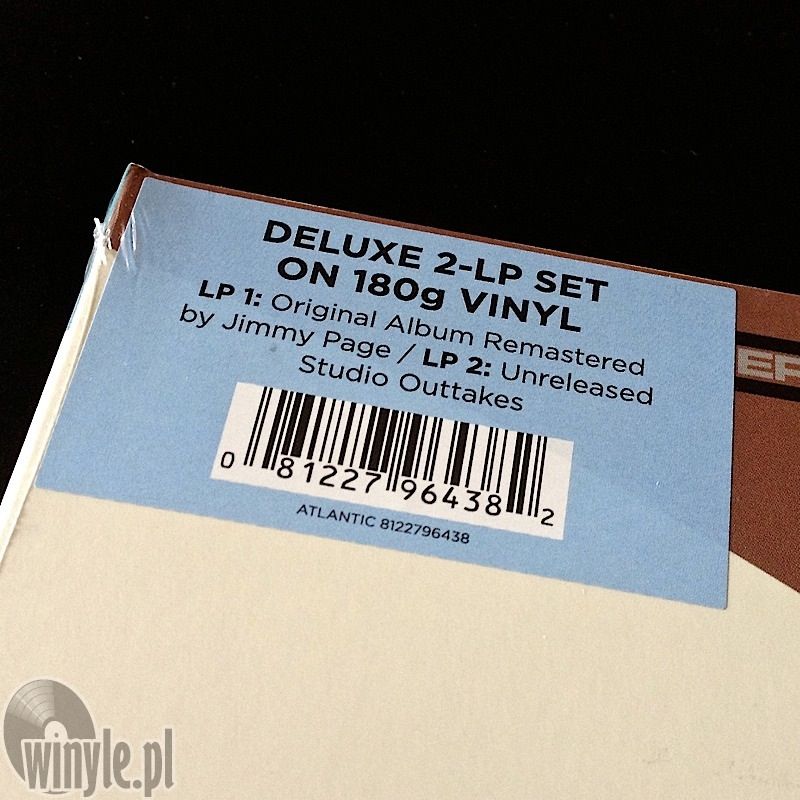 DELUXE 2-LP SET
ON 180g VINYL
LP 1: Original Album Remastered
by Jimmy Page / LP 2: Unreleased
Studio Outtakes
0 81227 96438 2
ATLANTIC 8122796438
winyle.pl